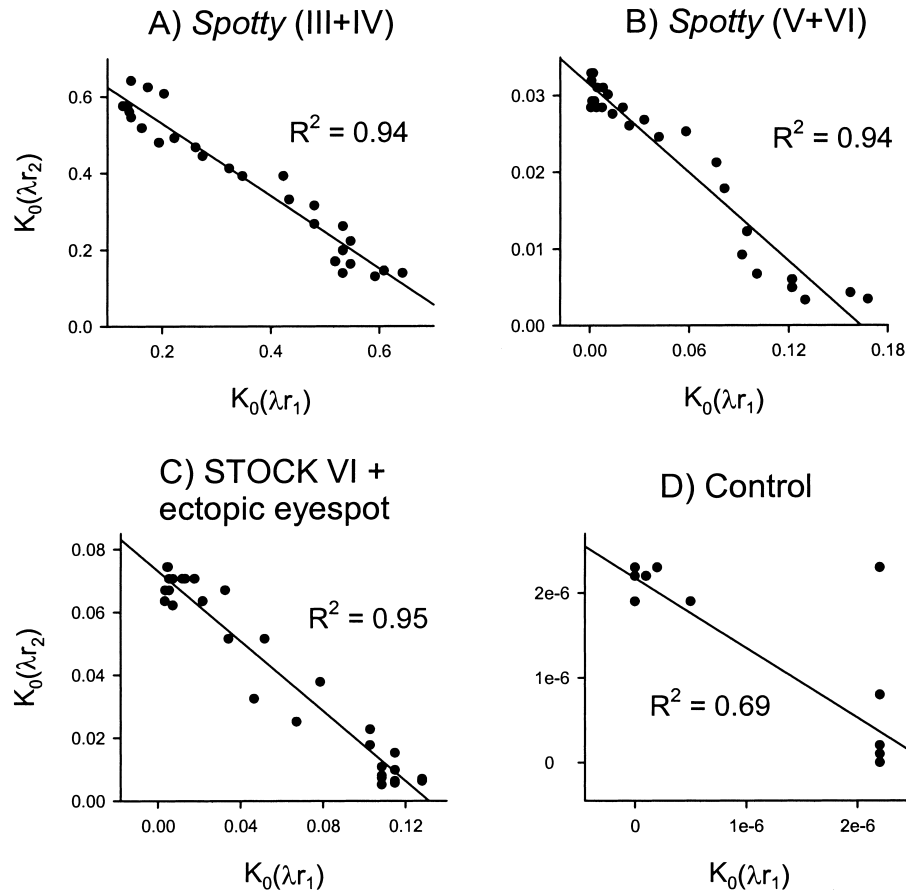 A) Spotty (III+IV)
R² = 0.94
K₀(λr₂)
0.6
0.4
0.2
0.0
0.2 0.4 0.6
K₀(λr₁)
B) Spotty (V+VI)
R² = 0.94
0.03
0.02
0.01
0.00
0.00 0.06 0.12 0.18
K₀(λr₁)
C) STOCK VI +
ectopic eyespot
R² = 0.95
K₀(λr₂)
0.08
0.06
0.04
0.02
0.00
0.00 0.04 0.08 0.12
K₀(λr₁)
D) Control
R² = 0.69
2e-6
1e-6
0
0 1e-6 2e-6
K₀(λr₁)